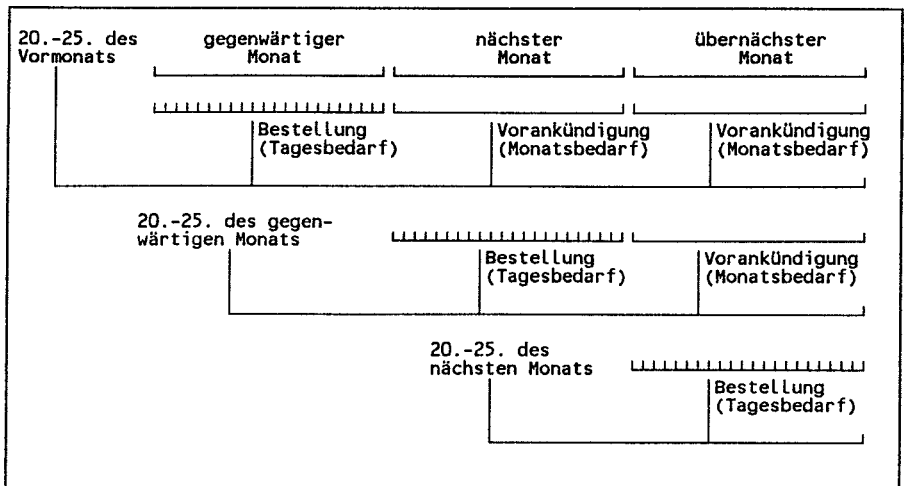 20.-25. des
Vormonats
gegenwärtiger
Monat
nächster
Monat
übernächster
Monat
Bestellung
(Tagesbedarf)
Vorankündigung
(Monatsbedarf)
Vorankündigung
(Monatsbedarf)
20.-25. des gegen-
wärtigen Monats
Bestellung
(Tagesbedarf)
Vorankündigung
(Monatsbedarf)
20.-25. des
nächsten Monats
Bestellung
(Tagesbedarf)